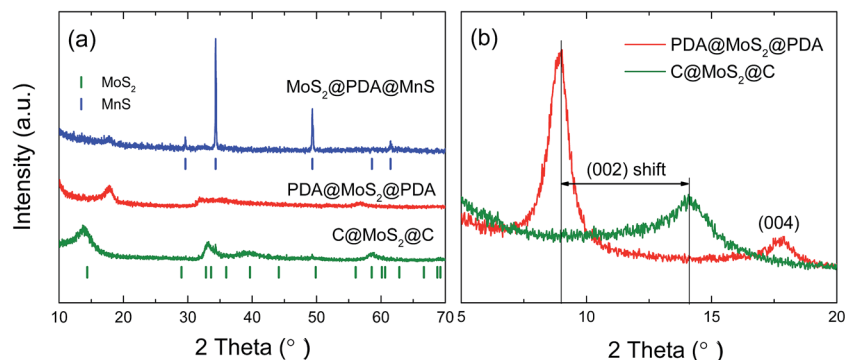 (a)
MoS2
MnS
MoS2@PDA@MnS
PDA@MoS2@PDA
C@MoS2@C
Intensity (a.u.)
10 20 30 40 50 60 70
2 Theta (°)
(b)
PDA@MoS2@PDA
C@MoS2@C
(002) shift
(004)
5 10 15 20
2 Theta (°)